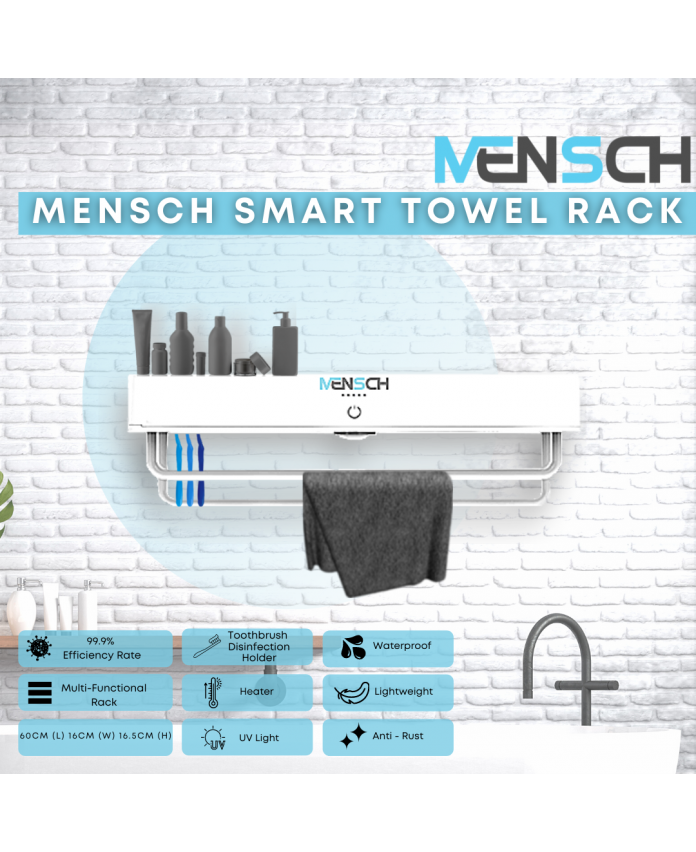 MENSCH
MENSCH SMART TOWEL RACK
MENSCH
99.9%
Efficiency Rate
Toothbrush
Disinfection
Holder
Waterproof
Multi-Functional
Rack
Heater
Lightweight
60CM (L) 16CM (W) 16.5CM (H)
UV
UV Light
Anti - Rust